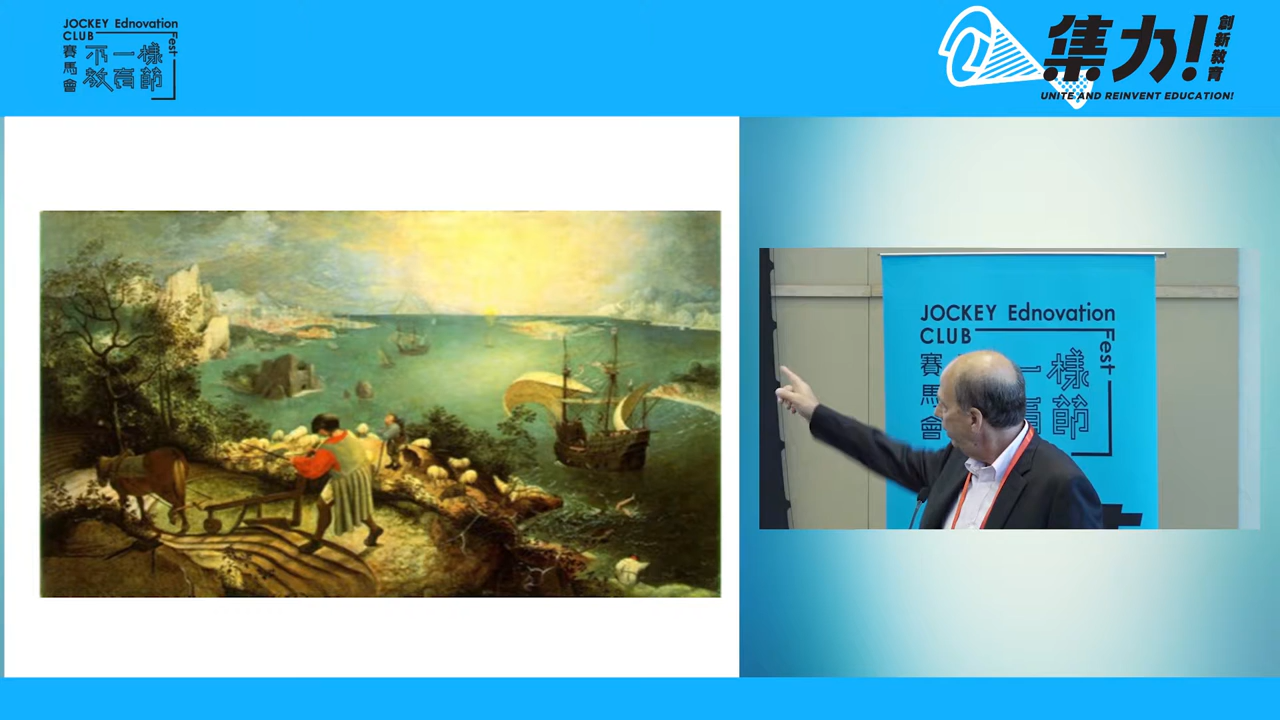 JOCKEY Ednovation
CLUB Fest
賽馬會
不一樣
教育節
集力!
創新教育
UNITE AND REINVENT EDUCATION!
JOCKEY Ednovation
CLUB
Fest
賽
一樣
馬
節
會